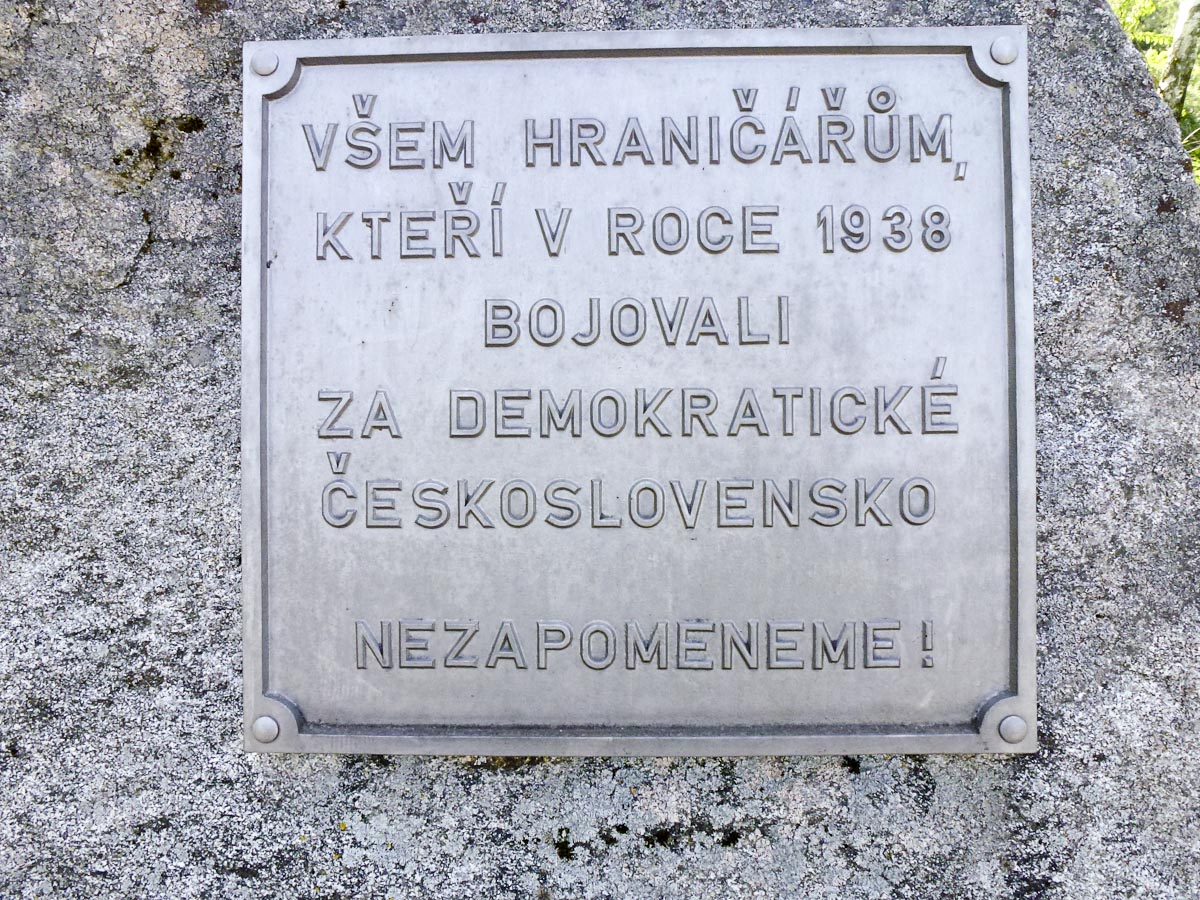 VŠEM HRANIČÁŘŮM,
KTEŘÍ V ROCE 1938
BOJOVALI
ZA DEMOKRATICKÉ
ČESKOSLOVENSKO
NEZAPOMENEME!